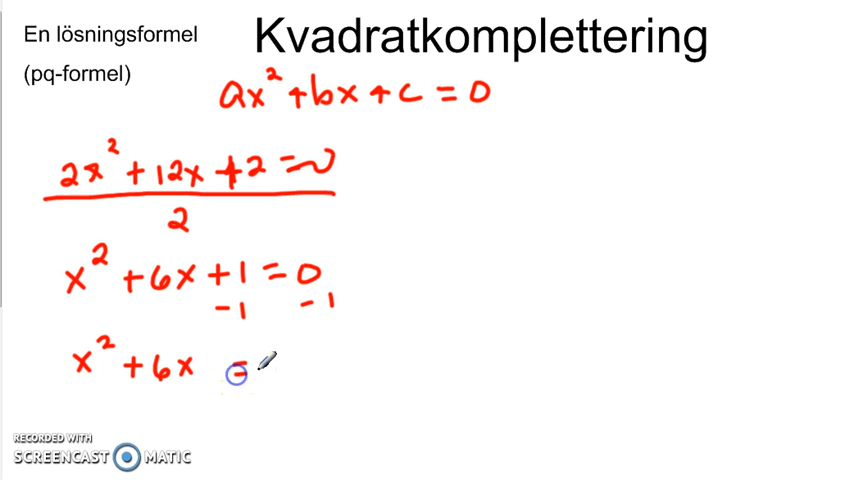 En lösningsformel
(pq-formel)
Kvadratkomplettering
ax² + bx + c = 0
2x² + 12x + 2 = 0
2
x² + 6x + 1 = 0
-1 -1
x² + 6x =
RECORDED WITH
SCREENCAST MATIC